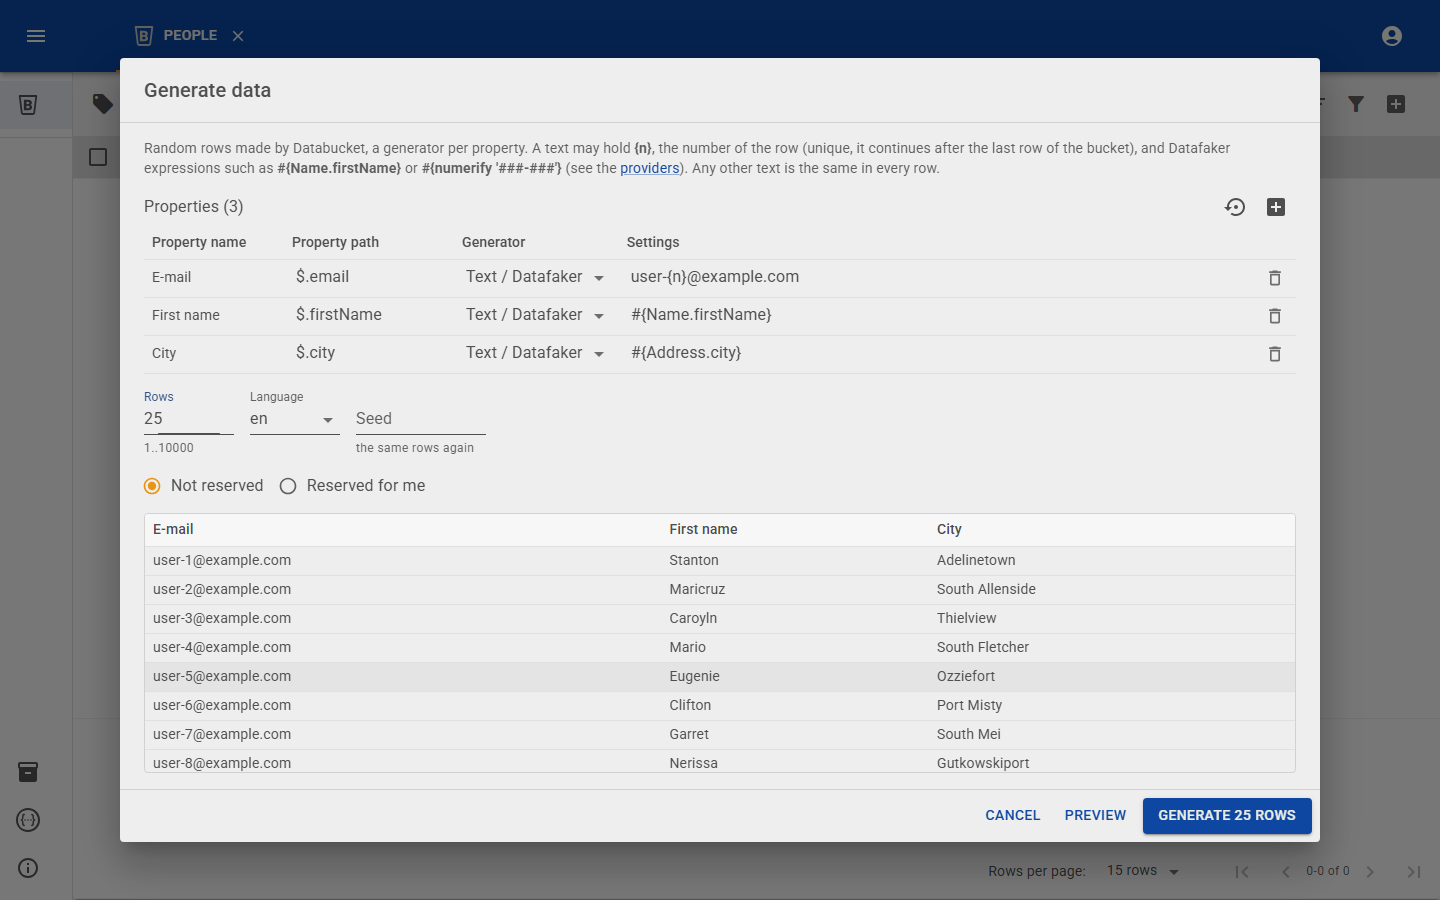 B PEOPLE
B
Generate data
Random rows made by Databucket, a generator per property. A text may hold {n}, the number of the row (unique, it continues after the last row of the bucket), and Datafaker
expressions such as #{Name.firstName} or #{numerify '###-###'} (see the providers). Any other text is the same in every row.
Properties (3)
Property name Property path Generator Settings
E-mail $.email Text / Datafaker user-{n}@example.com
First name $.firstName Text / Datafaker #{Name.firstName}
City $.city Text / Datafaker #{Address.city}
Rows Language
25 en Seed
1..10000 the same rows again
Not reserved Reserved for me
E-mail First name City
user-1@example.com Stanton Adelinetown
user-2@example.com Maricruz South Allenside
user-3@example.com Caroyln Thielview
user-4@example.com Mario South Fletcher
user-5@example.com Eugenie Ozziefort
user-6@example.com Clifton Port Misty
user-7@example.com Garret South Mei
user-8@example.com Nerissa Gutkowskiport
CANCEL PREVIEW GENERATE 25 ROWS
Rows per page: 15 rows 0-0 of 0